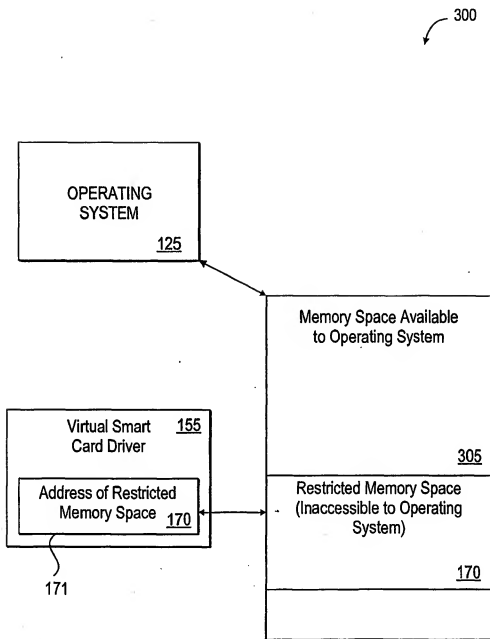 300
OPERATING
SYSTEM
125
Memory Space Available
to Operating System
305
Virtual Smart 155
Card Driver
Address of Restricted
Memory Space 170
171
Restricted Memory Space
(Inaccessible to Operating
System)
170